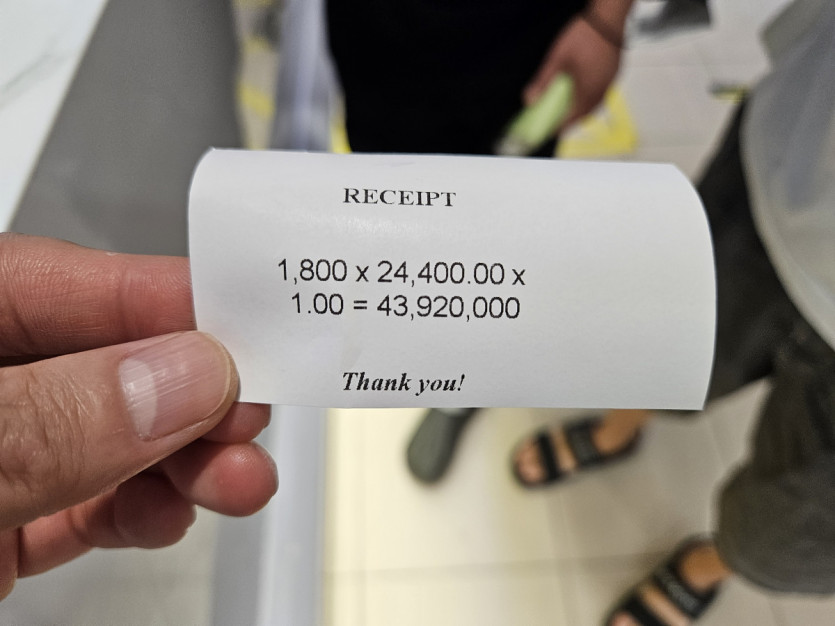 RECEIPT
1,800 x 24,400.00 x
1.00 = 43,920,000
Thank you!